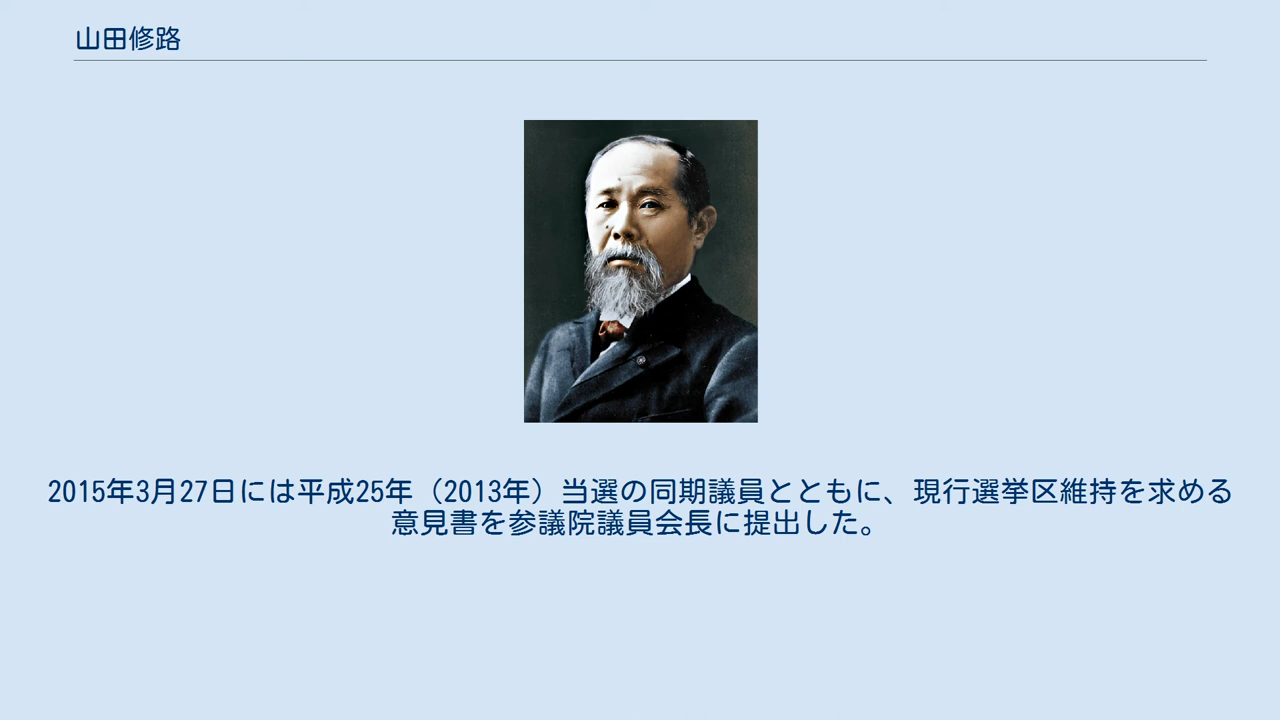 山田修路
2015年3月27日には平成25年（2013年）当選の同期議員とともに、現行選挙区維持を求める
意見書を参議院議員会長に提出した。